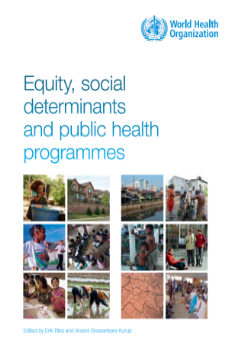 World Health
Organization
Equity, social
determinants
and public health
programmes
Edited by Erik Blas and Anand Sivasankara Kurup